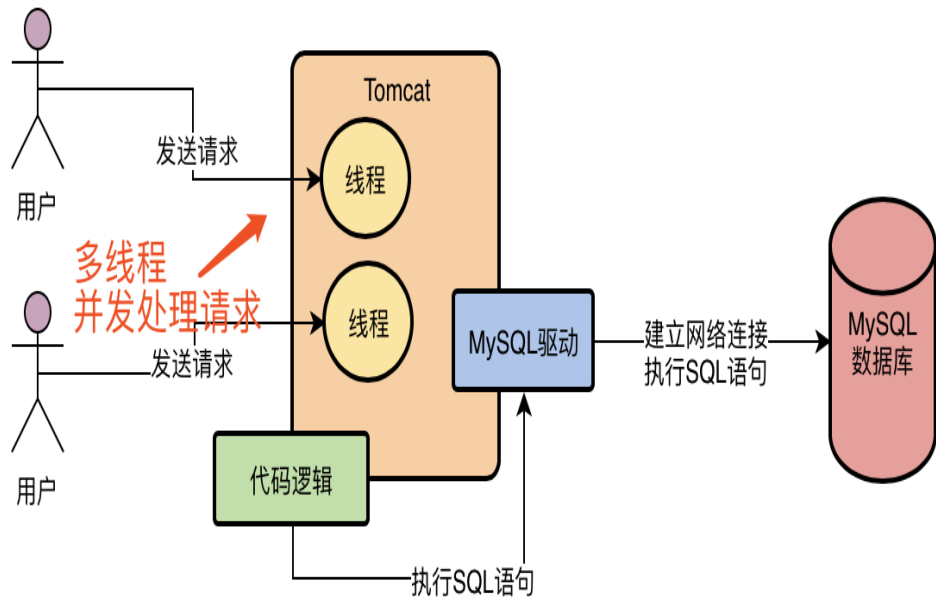 Tomcat
发送请求
线程
用户
多线程
并发处理请求
线程
发送请求
MySQL驱动
建立网络连接
执行SQL语句
MySQL
数据库
代码逻辑
用户
执行SQL语句